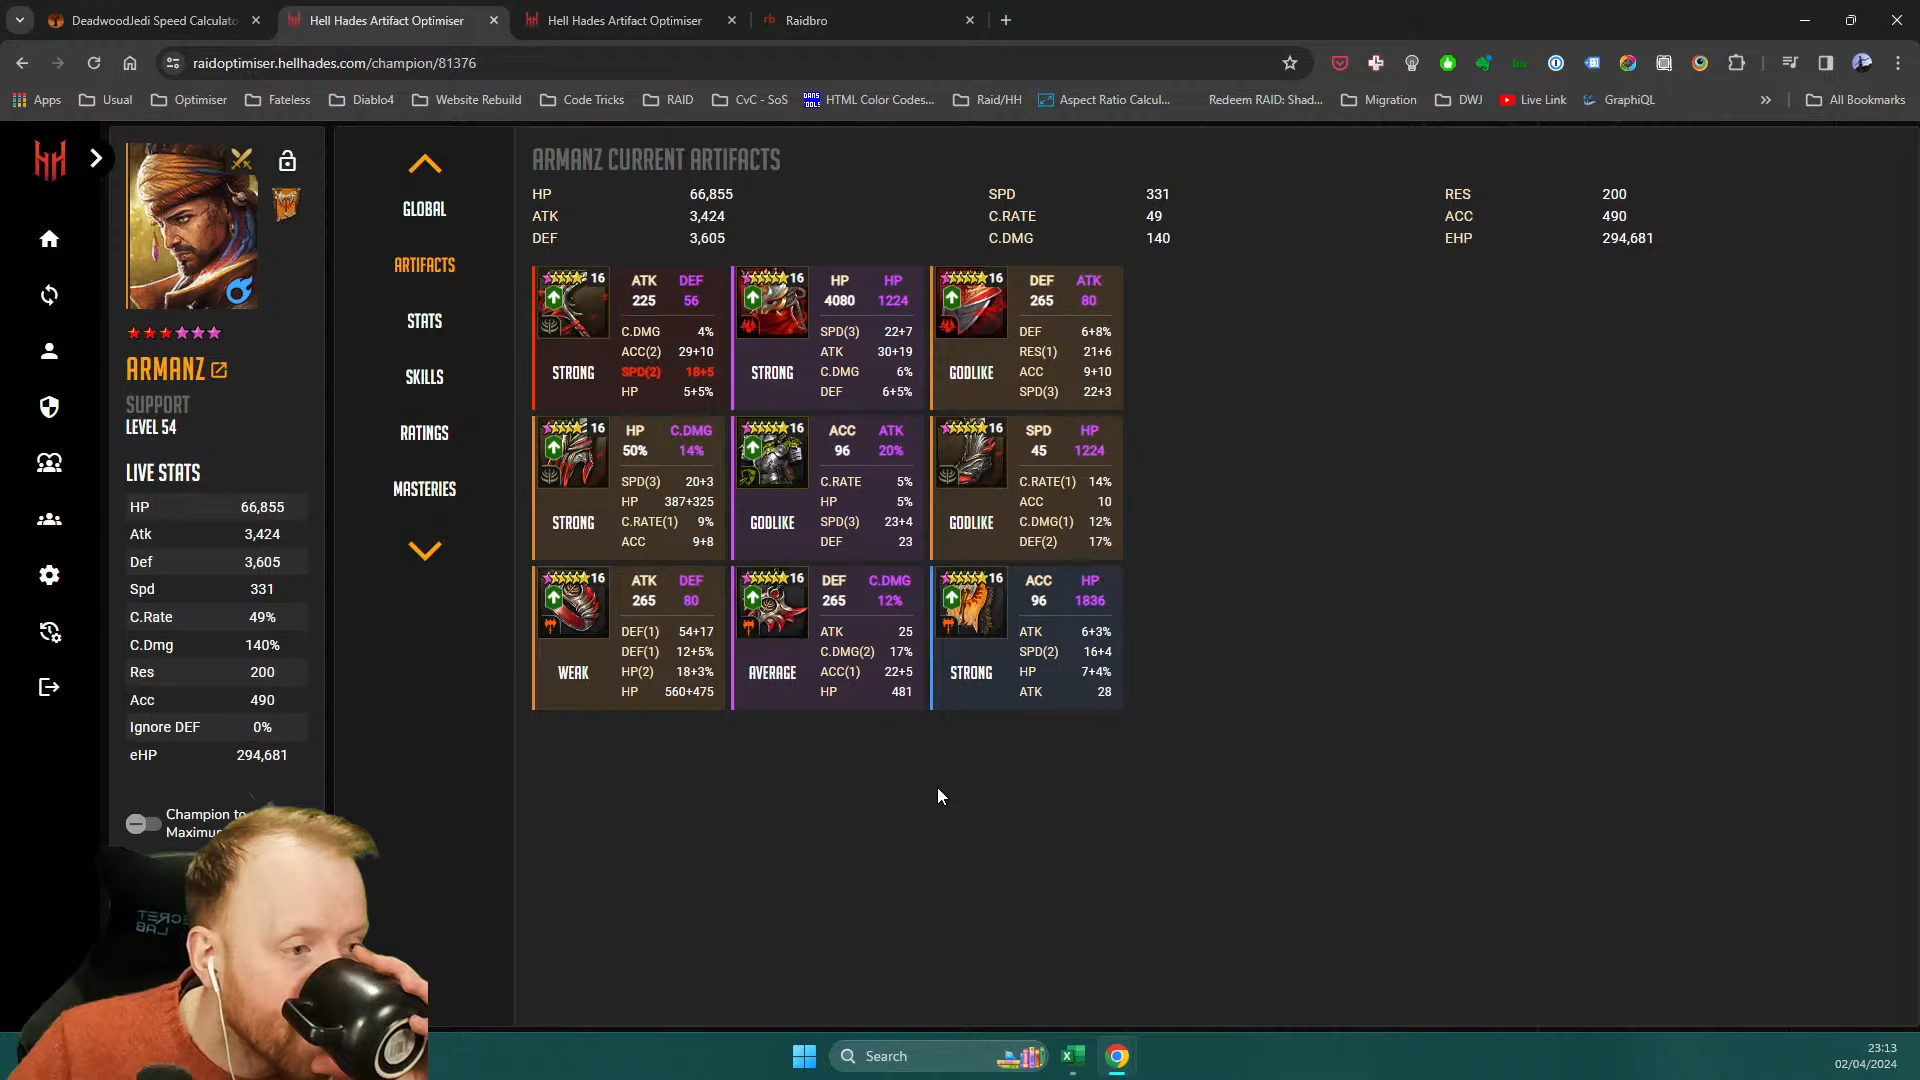 DeadwoodJedi Speed Calculato
Hell Hades Artifact Optimiser
Hell Hades Artifact Optimiser
Raidbro
raidoptimiser.hellhades.com/champion/81376
Apps
Usual
Optimiser
Fateless
Diablo4
Website Rebuild
Code Tricks
RAID
CvC - SoS
HTML Color Codes...
Raid/HH
Aspect Ratio Calcul...
Redeem RAID: Shad...
Migration
DWJ
Live Link
GraphiQL
All Bookmarks
ARMANZ
SUPPORT
LEVEL 54
LIVE STATS
HP 66,855
Atk 3,424
Def 3,605
Spd 331
C.Rate 49%
C.Dmg 140%
Res 200
Acc 490
Ignore DEF 0%
eHP 294,681
Champion to
Maximu
GLOBAL
ARTIFACTS
STATS
SKILLS
RATINGS
MASTERIES
ARMANZ CURRENT ARTIFACTS
HP 66,855 SPD 331 RES 200
ATK 3,424 C.RATE 49 ACC 490
DEF 3,605 C.DMG 140 EHP 294,681
16 ATK DEF
225 56
C.DMG 4%
ACC(2) 29+10
SPD(2) 18+5
HP 5+5%
STRONG
16 HP HP
4080 1224
SPD(3) 22+7
ATK 30+19
C.DMG 6%
DEF 6+5%
STRONG
16 DEF ATK
265 80
DEF 6+8%
RES(1) 21+6
ACC 9+10
SPD(3) 22+3
GODLIKE
16 HP C.DMG
50% 14%
SPD(3) 20+3
HP 387+325
C.RATE(1) 9%
ACC 9+8
STRONG
16 ACC ATK
96 20%
C.RATE 5%
HP 5%
SPD(3) 23+4
DEF 23
GODLIKE
16 SPD HP
45 1224
C.RATE(1) 14%
ACC 10
C.DMG(1) 12%
DEF(2) 17%
GODLIKE
16 ATK DEF
265 80
DEF(1) 54+17
DEF(1) 12+5%
HP(2) 18+3%
HP 560+475
WEAK
16 DEF C.DMG
265 12%
ATK 25
C.DMG(2) 17%
ACC(1) 22+5
HP 481
AVERAGE
16 ACC HP
96 1836
ATK 6+3%
SPD(2) 16+4
HP 7+4%
ATK 28
STRONG
Search
23:13
02/04/2024